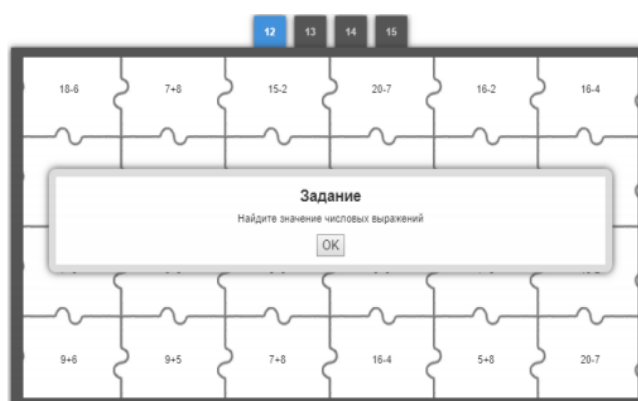 12 13 14 15
18-6 7+8 15-2 20-7 16-2 16-4
Задание
Найдите значение числовых выражений
OK
9+6 9+5 7+8 16-4 5+8 20-7